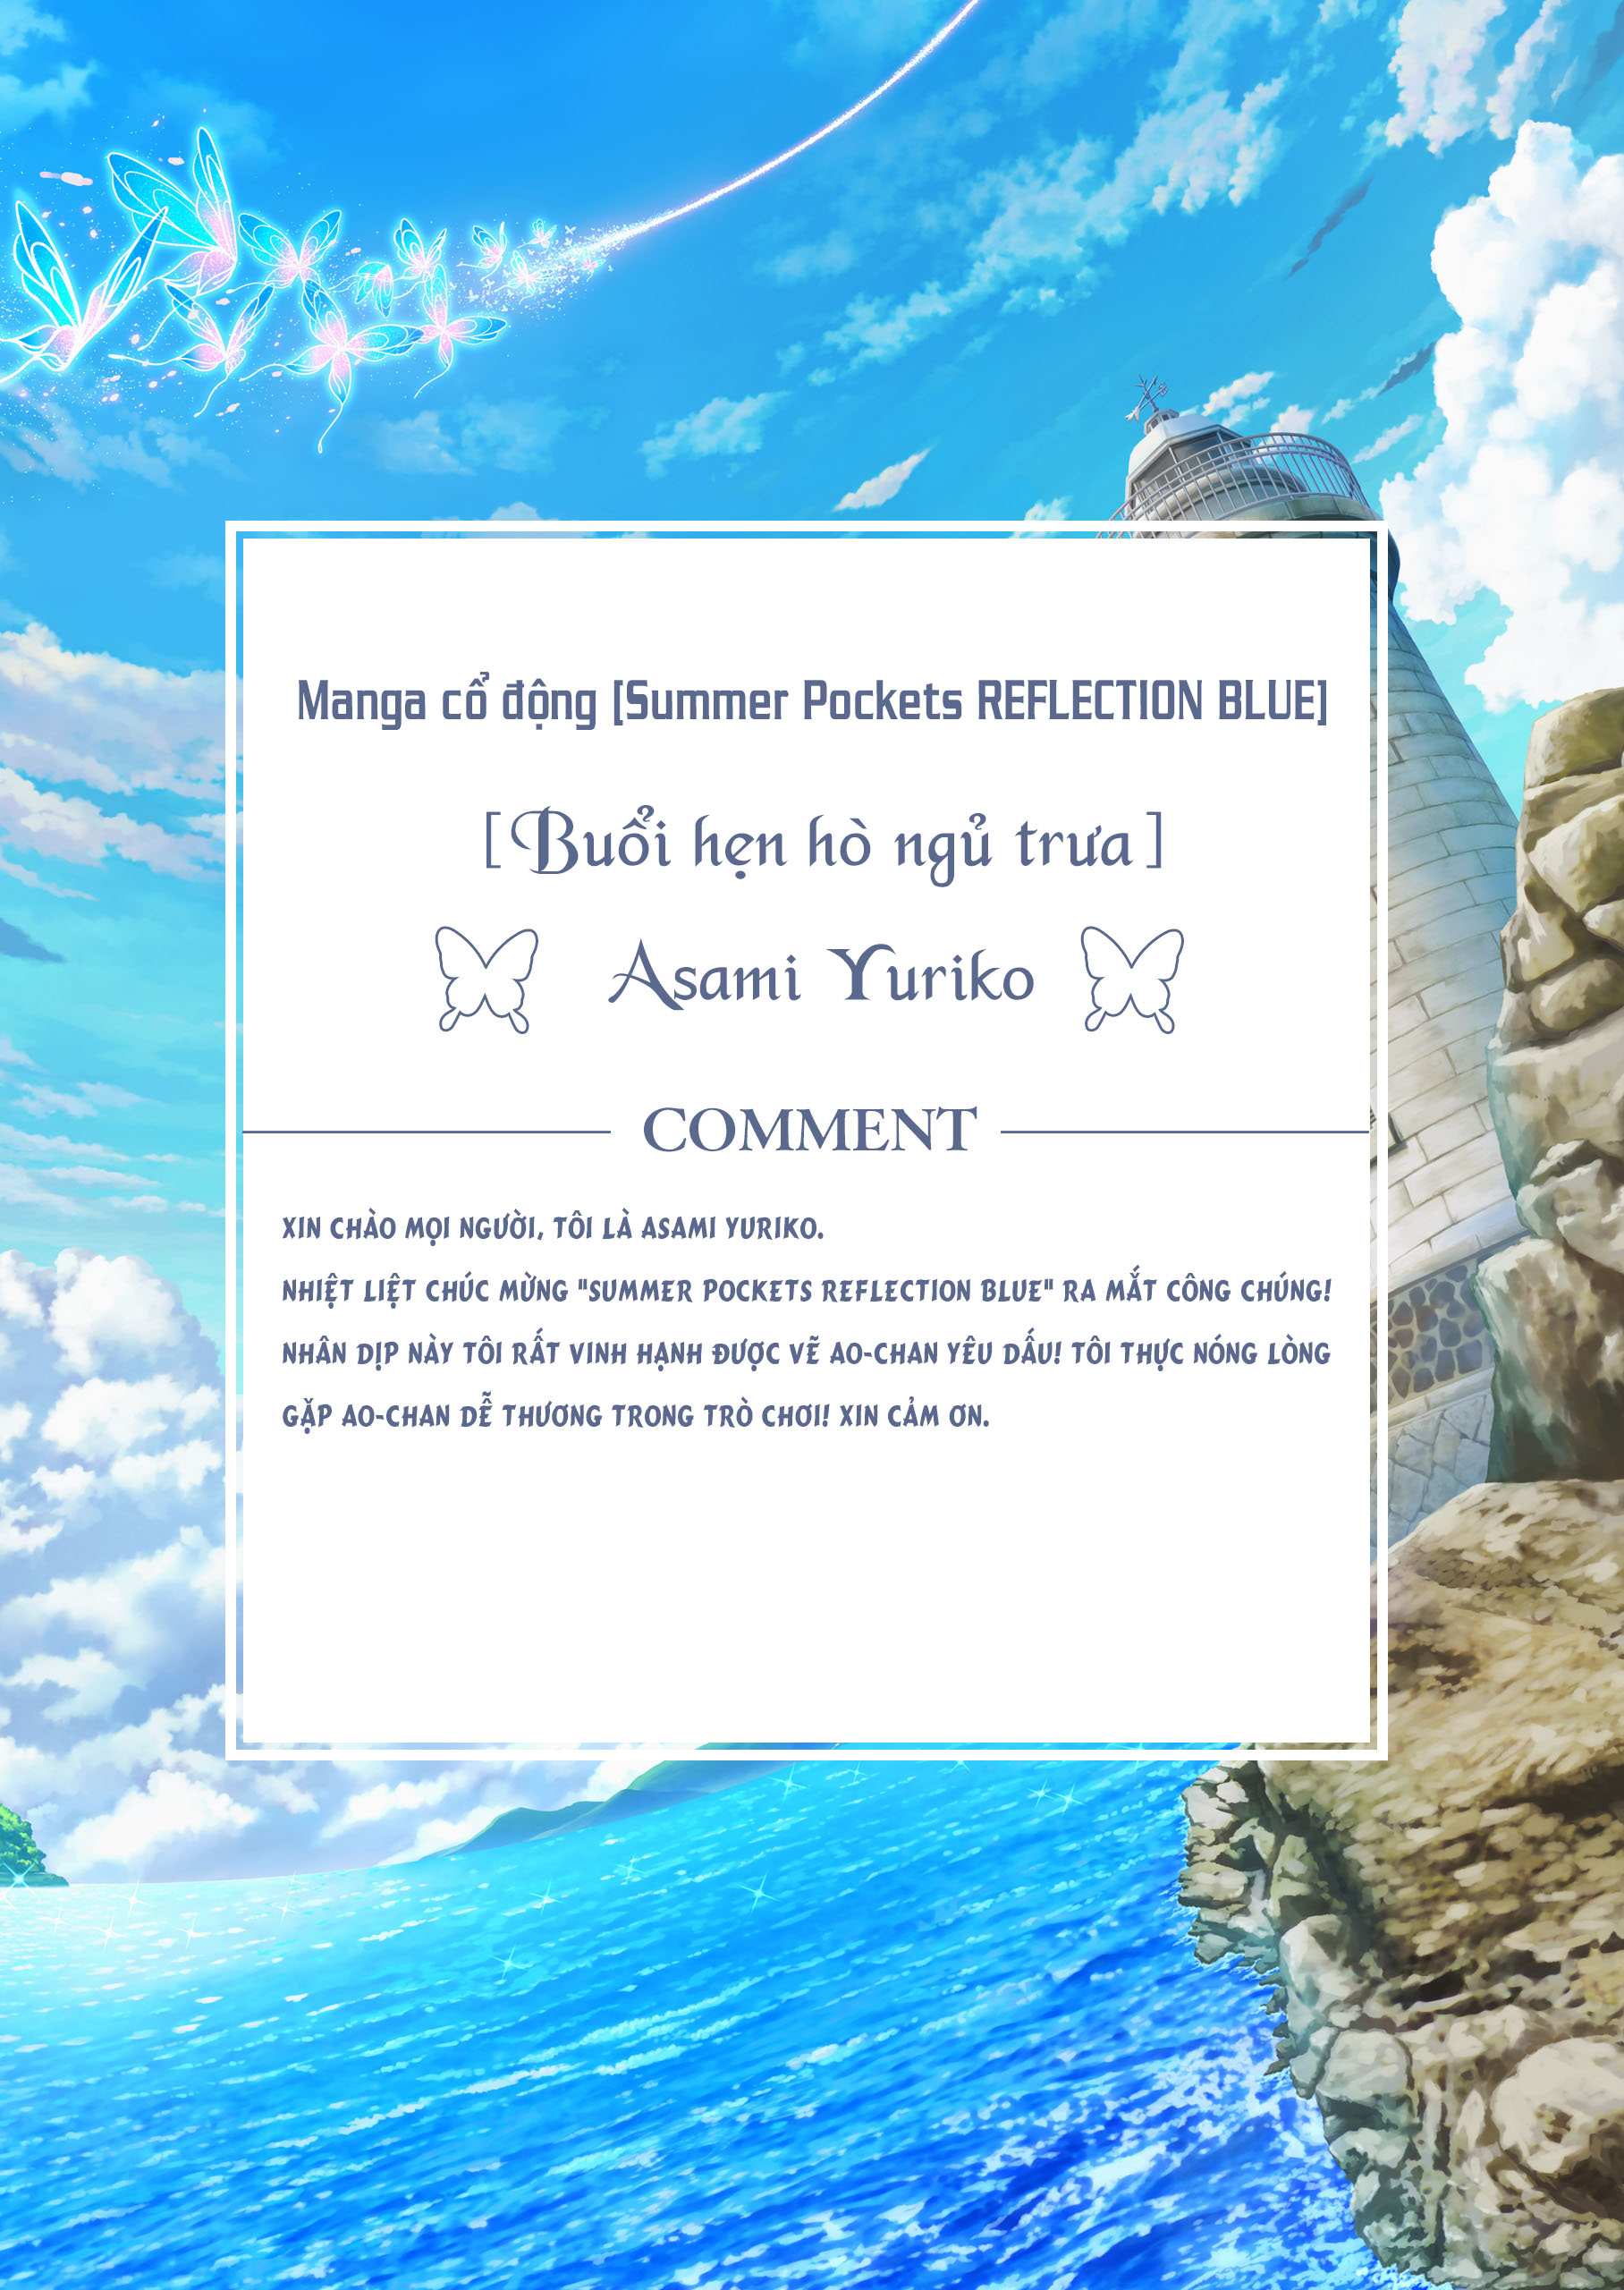 Manga cổ động [Summer Pockets REFLECTION BLUE]
[Buổi hẹn hò ngủ trưa]
Asami Yuriko
COMMENT
XIN CHÀO MỌI NGƯỜI, TÔI LÀ ASAMI YURIKO.
NHIỆT LIỆT CHÚC MỪNG "SUMMER POCKETS REFLECTION BLUE" RA MẮT CÔNG CHÚNG!
NHÂN DỊP NÀY TÔI RẤT VINH HẠNH ĐƯỢC VẼ AO-CHAN YÊU DẤU! TÔI THỰC NÓNG LÒNG
GẶP AO-CHAN DỄ THƯƠNG TRONG TRÒ CHƠI! XIN CẢM ƠN.